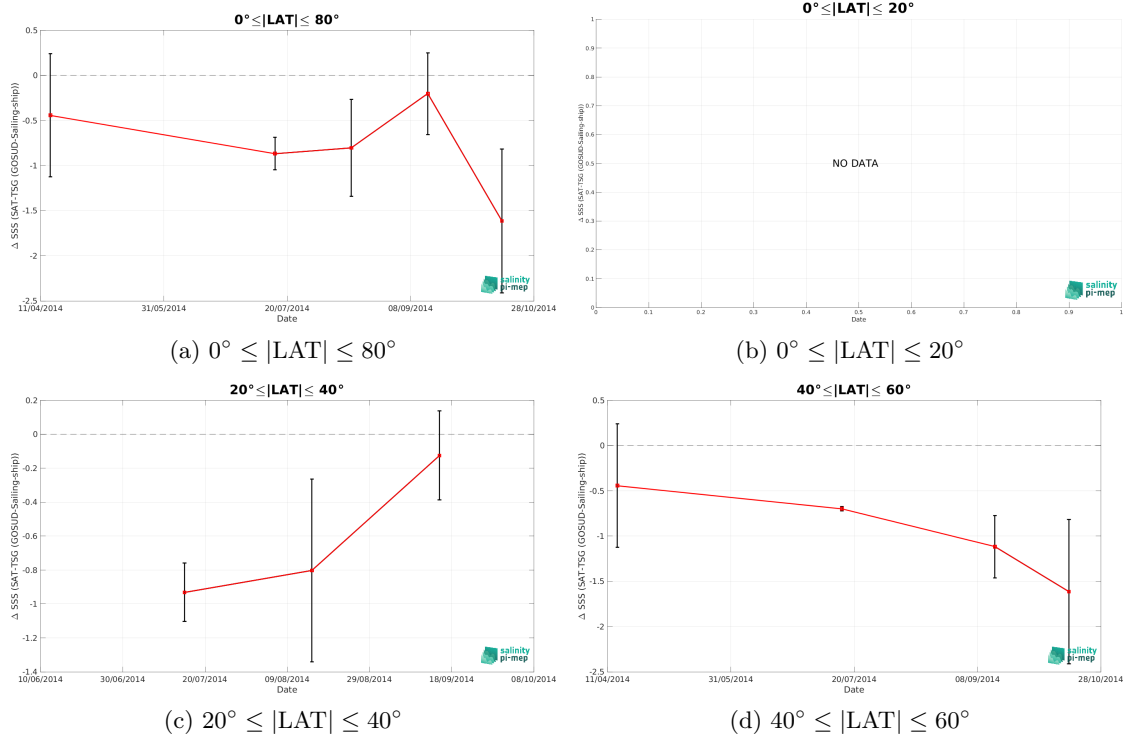 0°≤|LAT|≤ 80°
Δ SSS (SAT-TSG (GOSUD-Sailing-ship))
0.5
0
-0.5
-1
-1.5
-2
-2.5
11/04/2014 31/05/2014 20/07/2014 08/09/2014 28/10/2014
Date
salinity
pi-mep
(a) 0° ≤ |LAT| ≤ 80°
0°≤|LAT|≤ 20°
Δ SSS (SAT-TSG (GOSUD-Sailing-ship))
1
0.9
0.8
0.7
0.6
0.5
0.4
0.3
0.2
0.1
0
NO DATA
0 0.1 0.2 0.3 0.4 0.5 0.6 0.7 0.8 0.9 1
Date
salinity
pi-mep
(b) 0° ≤ |LAT| ≤ 20°
20°≤|LAT|≤ 40°
Δ SSS (SAT-TSG (GOSUD-Sailing-ship))
0.2
0
-0.2
-0.4
-0.6
-0.8
-1
-1.2
-1.4
10/06/2014 30/06/2014 20/07/2014 09/08/2014 29/08/2014 18/09/2014 08/10/2014
Date
salinity
pi-mep
(c) 20° ≤ |LAT| ≤ 40°
40°≤|LAT|≤ 60°
Δ SSS (SAT-TSG (GOSUD-Sailing-ship))
0.5
0
-0.5
-1
-1.5
-2
-2.5
11/04/2014 31/05/2014 20/07/2014 08/09/2014 28/10/2014
Date
salinity
pi-mep
(d) 40° ≤ |LAT| ≤ 60°